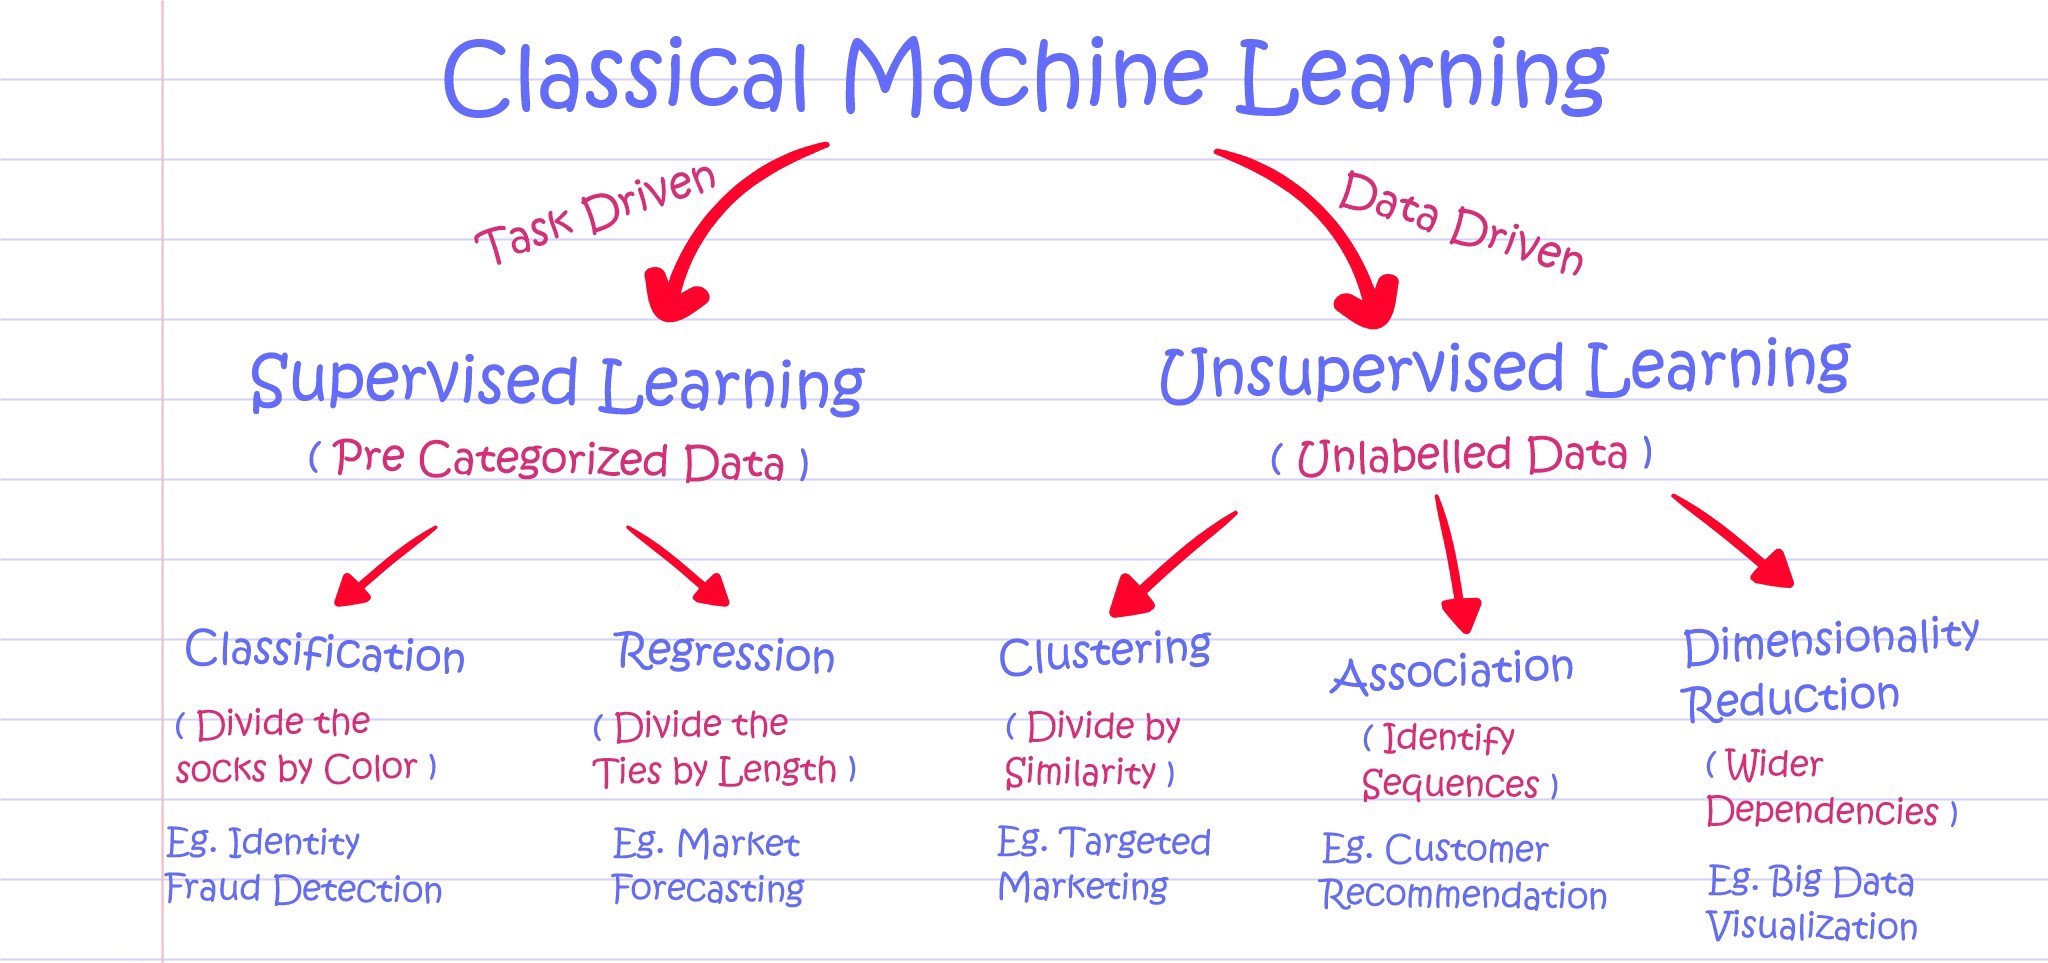 Classical Machine Learning
Task Driven
Data Driven
Supervised Learning
( Pre Categorized Data )
Unsupervised Learning
( Unlabelled Data )
Classification
( Divide the
socks by Color )
Eg. Identity
Fraud Detection
Regression
( Divide the
Ties by Length )
Eg. Market
Forecasting
Clustering
( Divide by
Similarity )
Eg. Targeted
Marketing
Association
( Identify
Sequences )
Eg. Customer
Recommendation
Dimensionality
Reduction
( Wider
Dependencies )
Eg. Big Data
Visualization